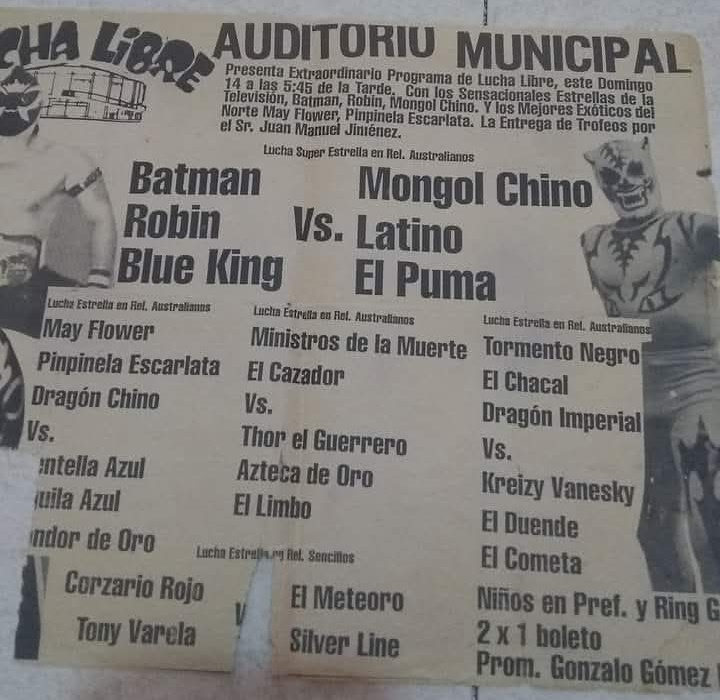 CHA LiBRE
AUDITORIO MUNICIPAL
Presenta Extraordinario Programa de Lucha Libre, este Domingo
14 a las 5:45 de la Tarde. Con los Sensacionales Estrellas de la
Televisión, Batman, Robin, Mongol Chino. Y los Mejores Exóticos del
Norte May Flower, Pinpinela Escarlata. La Entrega de Trofeos por
el Sr. Juan Manuel Jiménez.
Lucha Super Estrella en Rel. Australianos
Batman
Robin
Blue King
Vs.
Mongol Chino
Latino
El Puma
Lucha Estrella en Rel. Australianos
May Flower
Pinpinela Escarlata
Dragón Chino
Vs.
entella Azul
uila Azul
ndor de Oro
Lucha Estrella en Rel. Australianos
Ministros de la Muerte
El Cazador
Vs.
Thor el Guerrero
Azteca de Oro
El Limbo
Lucha Estrella en Rel. Australianos
Tormento Negro
El Chacal
Dragón Imperial
Vs.
Kreizy Vanesky
El Duende
El Cometa
Lucha Estrella en Rel. Sencillos
Corzario Rojo
Tony Varela
V
El Meteoro
Silver Line
Niños en Pref. y Ring G
2 x 1 boleto
Prom. Gonzalo Gómez